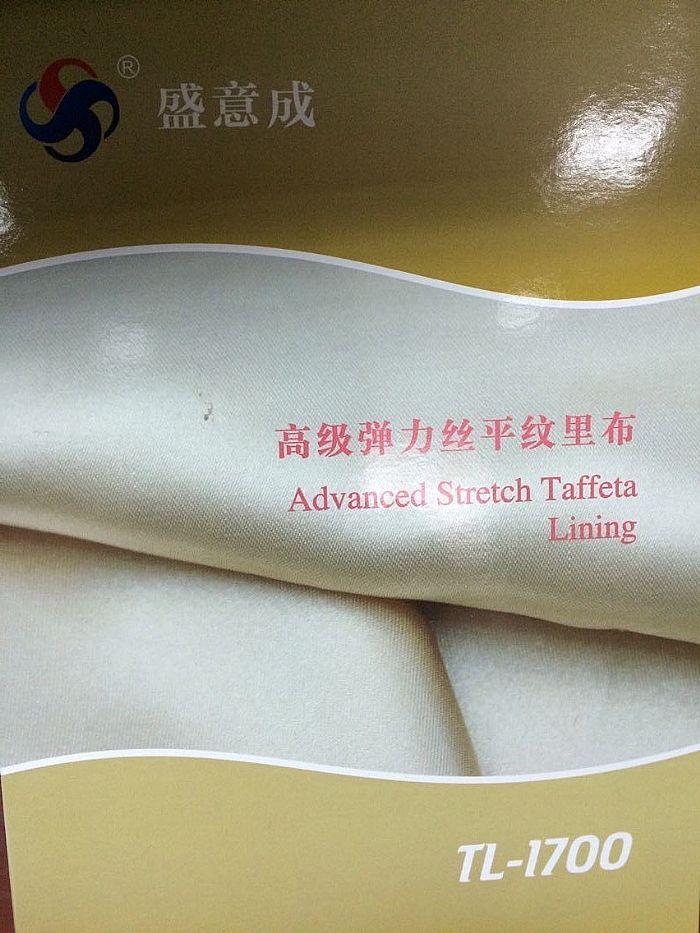 ®
盛意成
高级弹力丝平纹里布
Advanced Stretch Taffeta
Lining
TL-1700